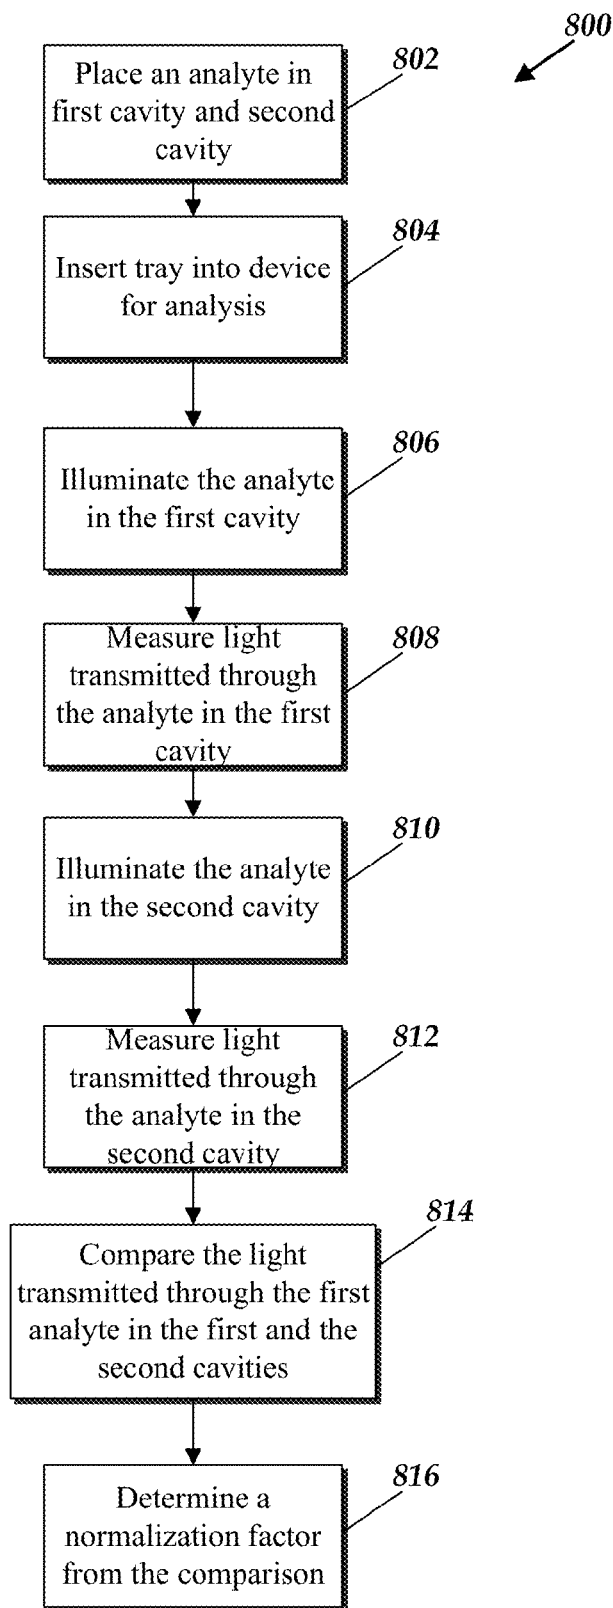 800
802
Place an analyte in
first cavity and second
cavity
804
Insert tray into device
for analysis
806
Illuminate the analyte
in the first cavity
808
Measure light
transmitted through
the analyte in the first
cavity
810
Illuminate the analyte
in the second cavity
812
Measure light
transmitted through
the analyte in the
second cavity
814
Compare the light
transmitted through the first
analyte in the first and the
second cavities
816
Determine a
normalization factor
from the comparison